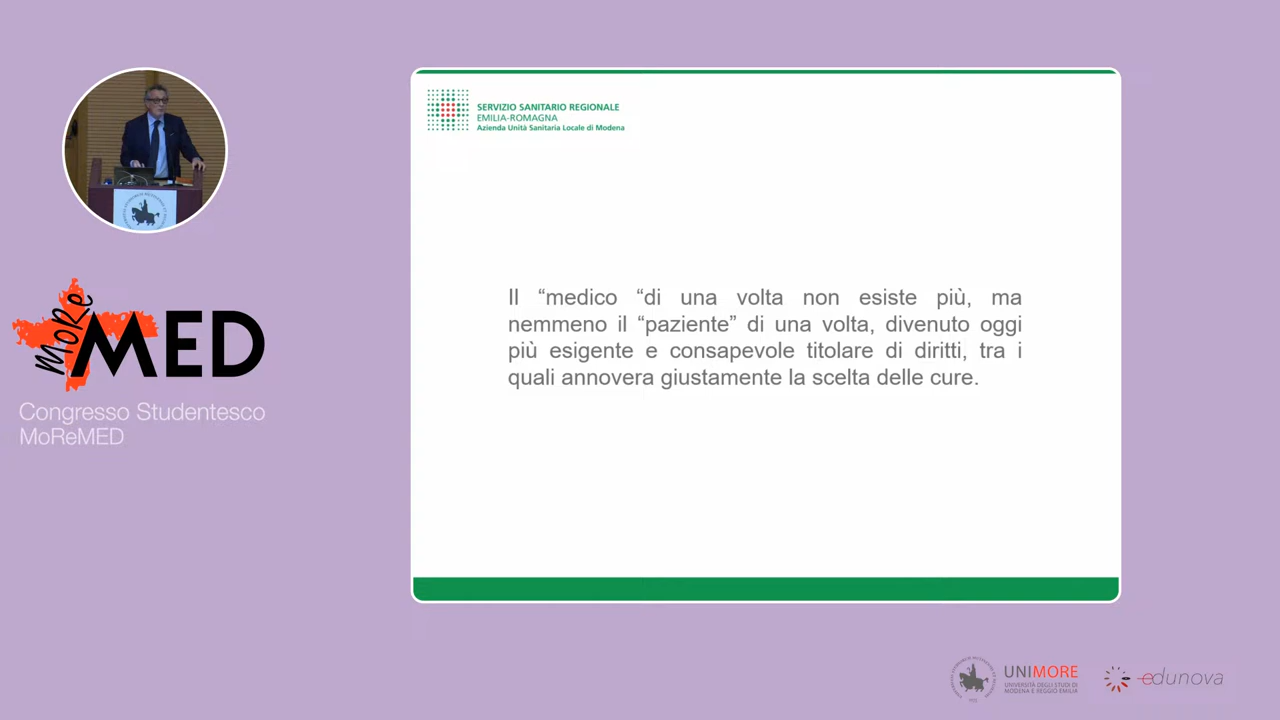 SERVIZIO SANITARIO REGIONALE
EMILIA-ROMAGNA
Azienda Unità Sanitaria Locale di Modena
Il “medico “di una volta non esiste più, ma
nemmeno il “paziente” di una volta, divenuto oggi
più esigente e consapevole titolare di diritti, tra i
quali annovera giustamente la scelta delle cure.
MoRe
MED
Congresso Studentesco
MoReMED
UNIMORE
UNIVERSITÀ DEGLI STUDI DI
MODENA E REGGIO EMILIA
edunova